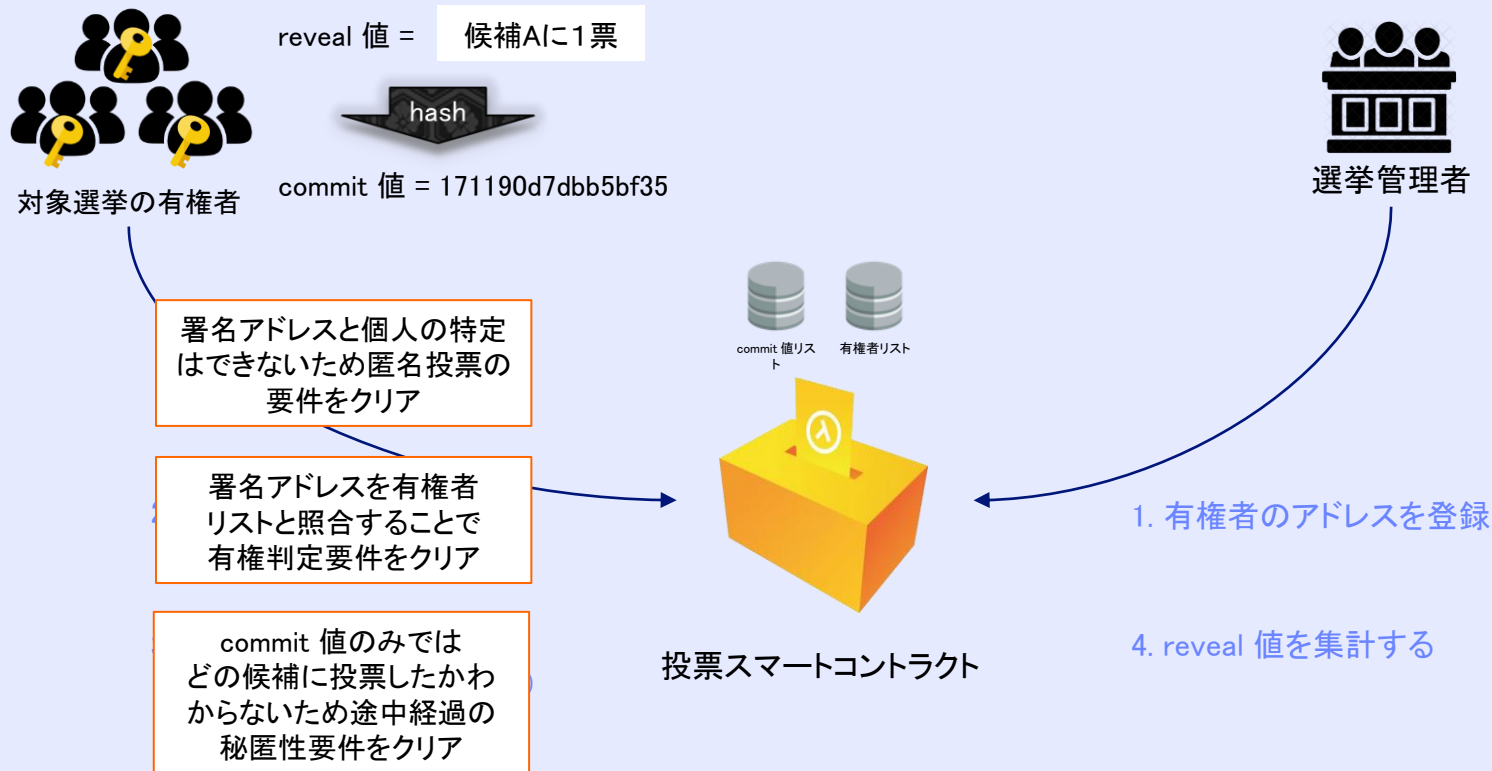 reveal 値 =
候補Aに1票
hash
commit 値 = 171190d7dbb5bf35
対象選挙の有権者
選挙管理者
commit 値リス
ト
有権者リスト
署名アドレスと個人の特定
はできないため匿名投票の
要件をクリア
署名アドレスを有権者
リストと照合することで
有権判定要件をクリア
commit 値のみでは
どの候補に投票したかわ
からないため途中経過の
秘匿性要件をクリア
投票スマートコントラクト
1. 有権者のアドレスを登録
4. reveal 値を集計する